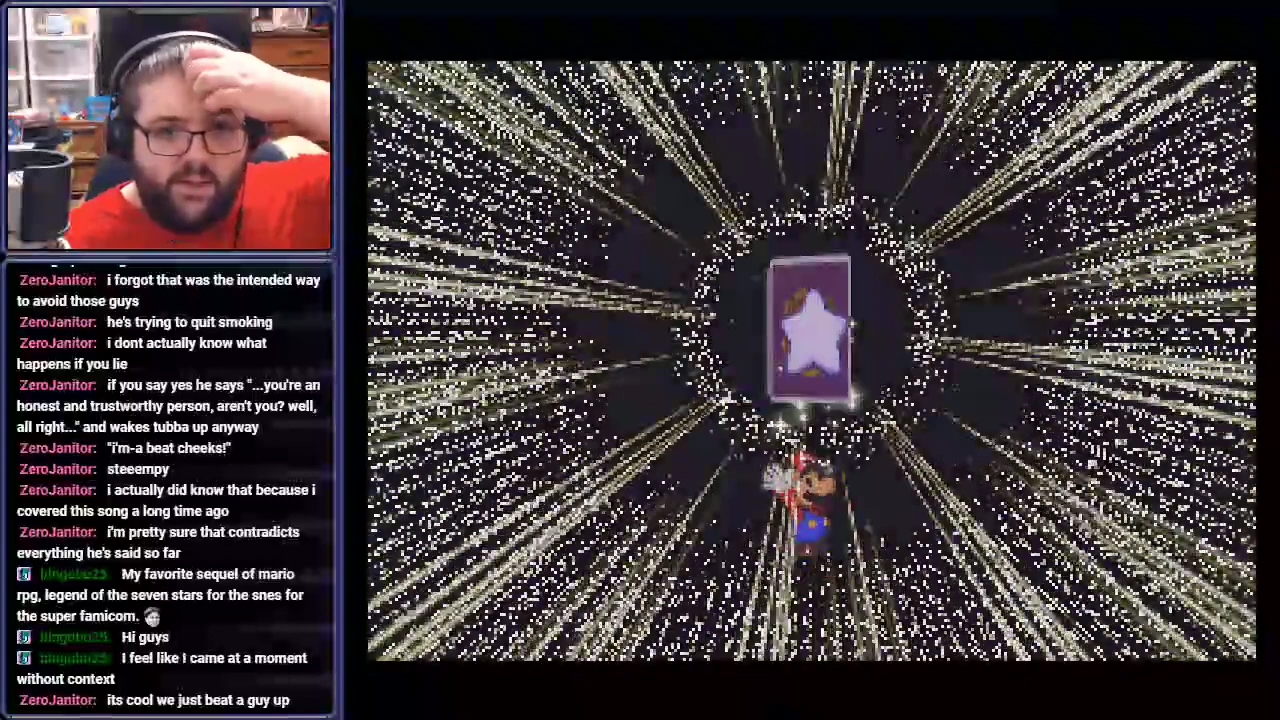 ZeroJanitor: i forgot that was the intended way
to avoid those guys
ZeroJanitor: he's trying to quit smoking
ZeroJanitor: i dont actually know what
happens if you lie
ZeroJanitor: if you say yes he says "...you're an
honest and trustworthy person, aren't you? well,
all right..." and wakes tubba up anyway
ZeroJanitor: "i'm-a beat cheeks!"
ZeroJanitor: steeempy
ZeroJanitor: i actually did know that because i
covered this song a long time ago
ZeroJanitor: i'm pretty sure that contradicts
everything he's said so far
My favorite sequel of mario
rpg, legend of the seven stars for the snes for
the super famicom.
Hi guys
I feel like I came at a moment
without context
ZeroJanitor: its cool we just beat a guy up